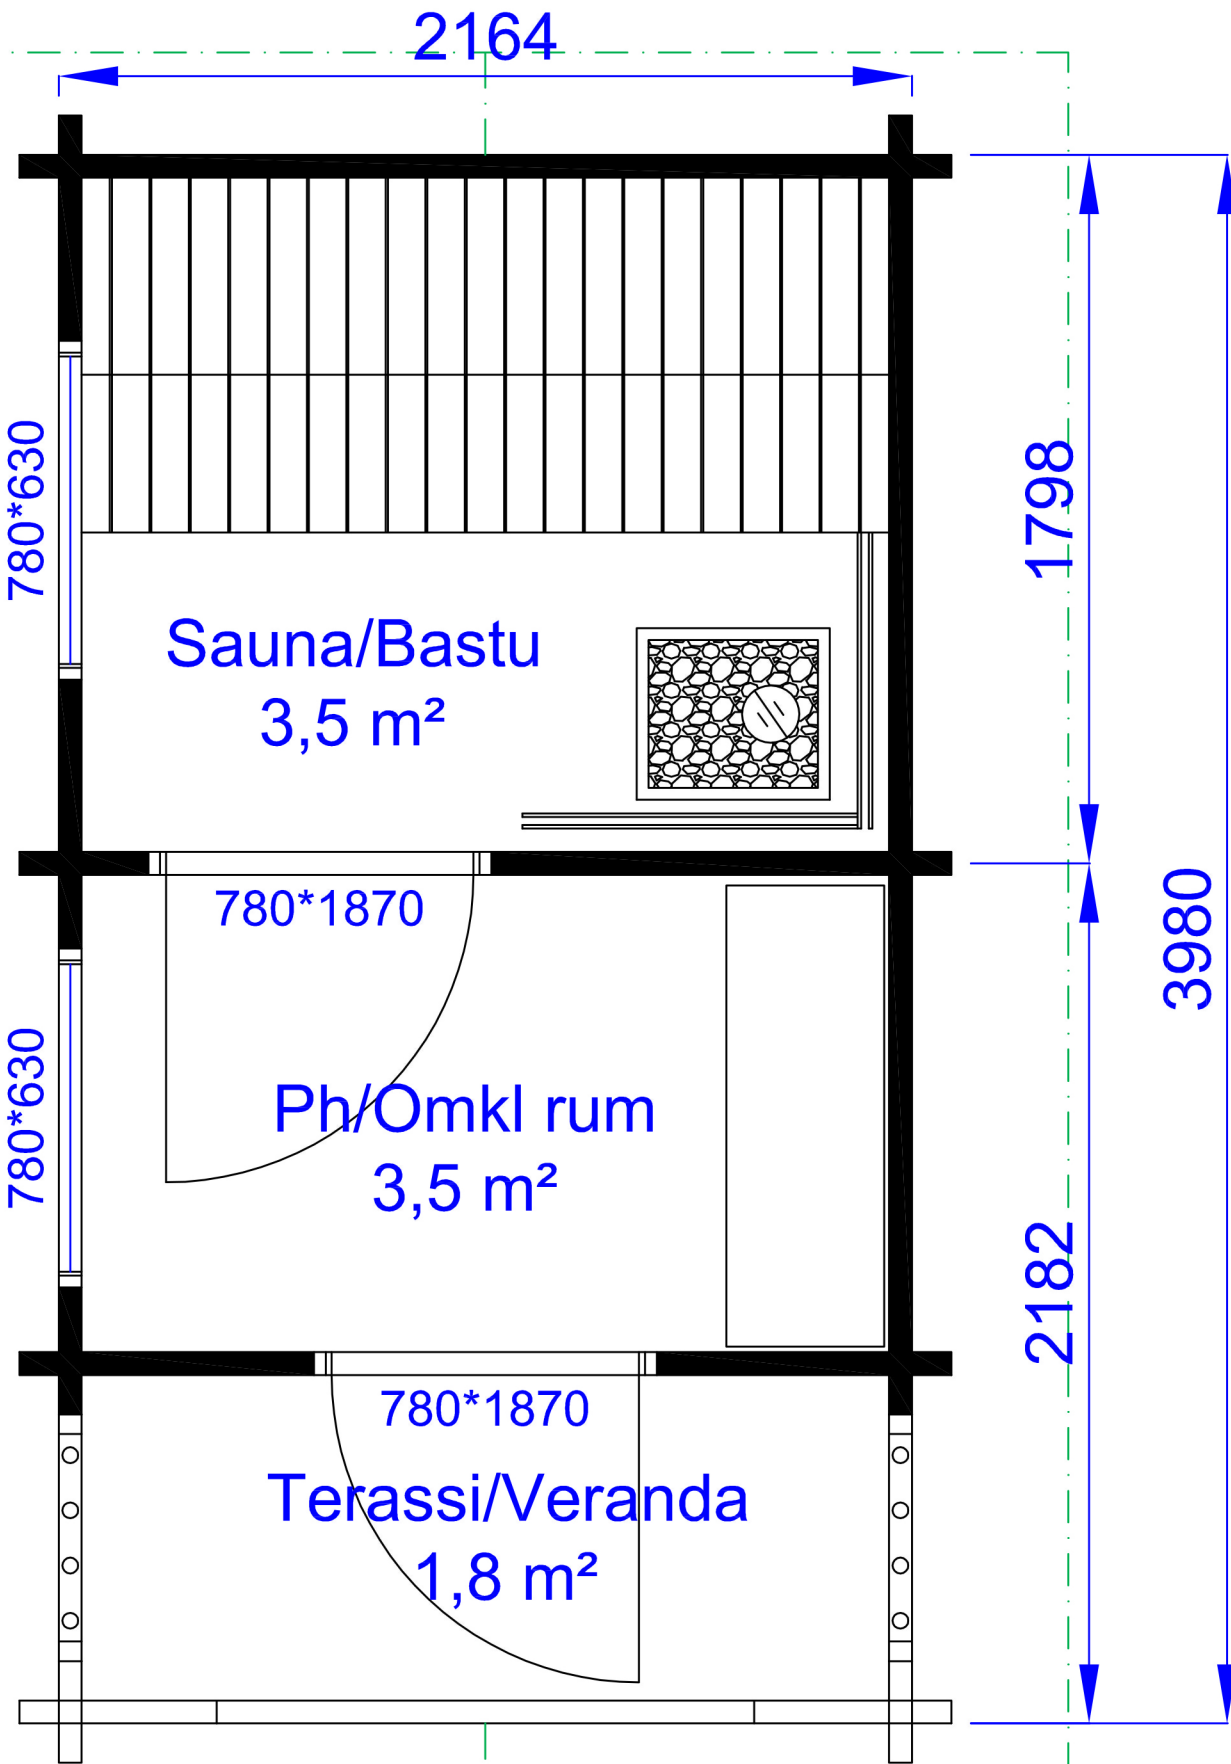 2164
780*630
1798
Sauna/Bastu
3,5 m²
780*1870
3980
780*630
Ph/Omkl rum
3,5 m²
2182
780*1870
Terassi/Veranda
1,8 m²